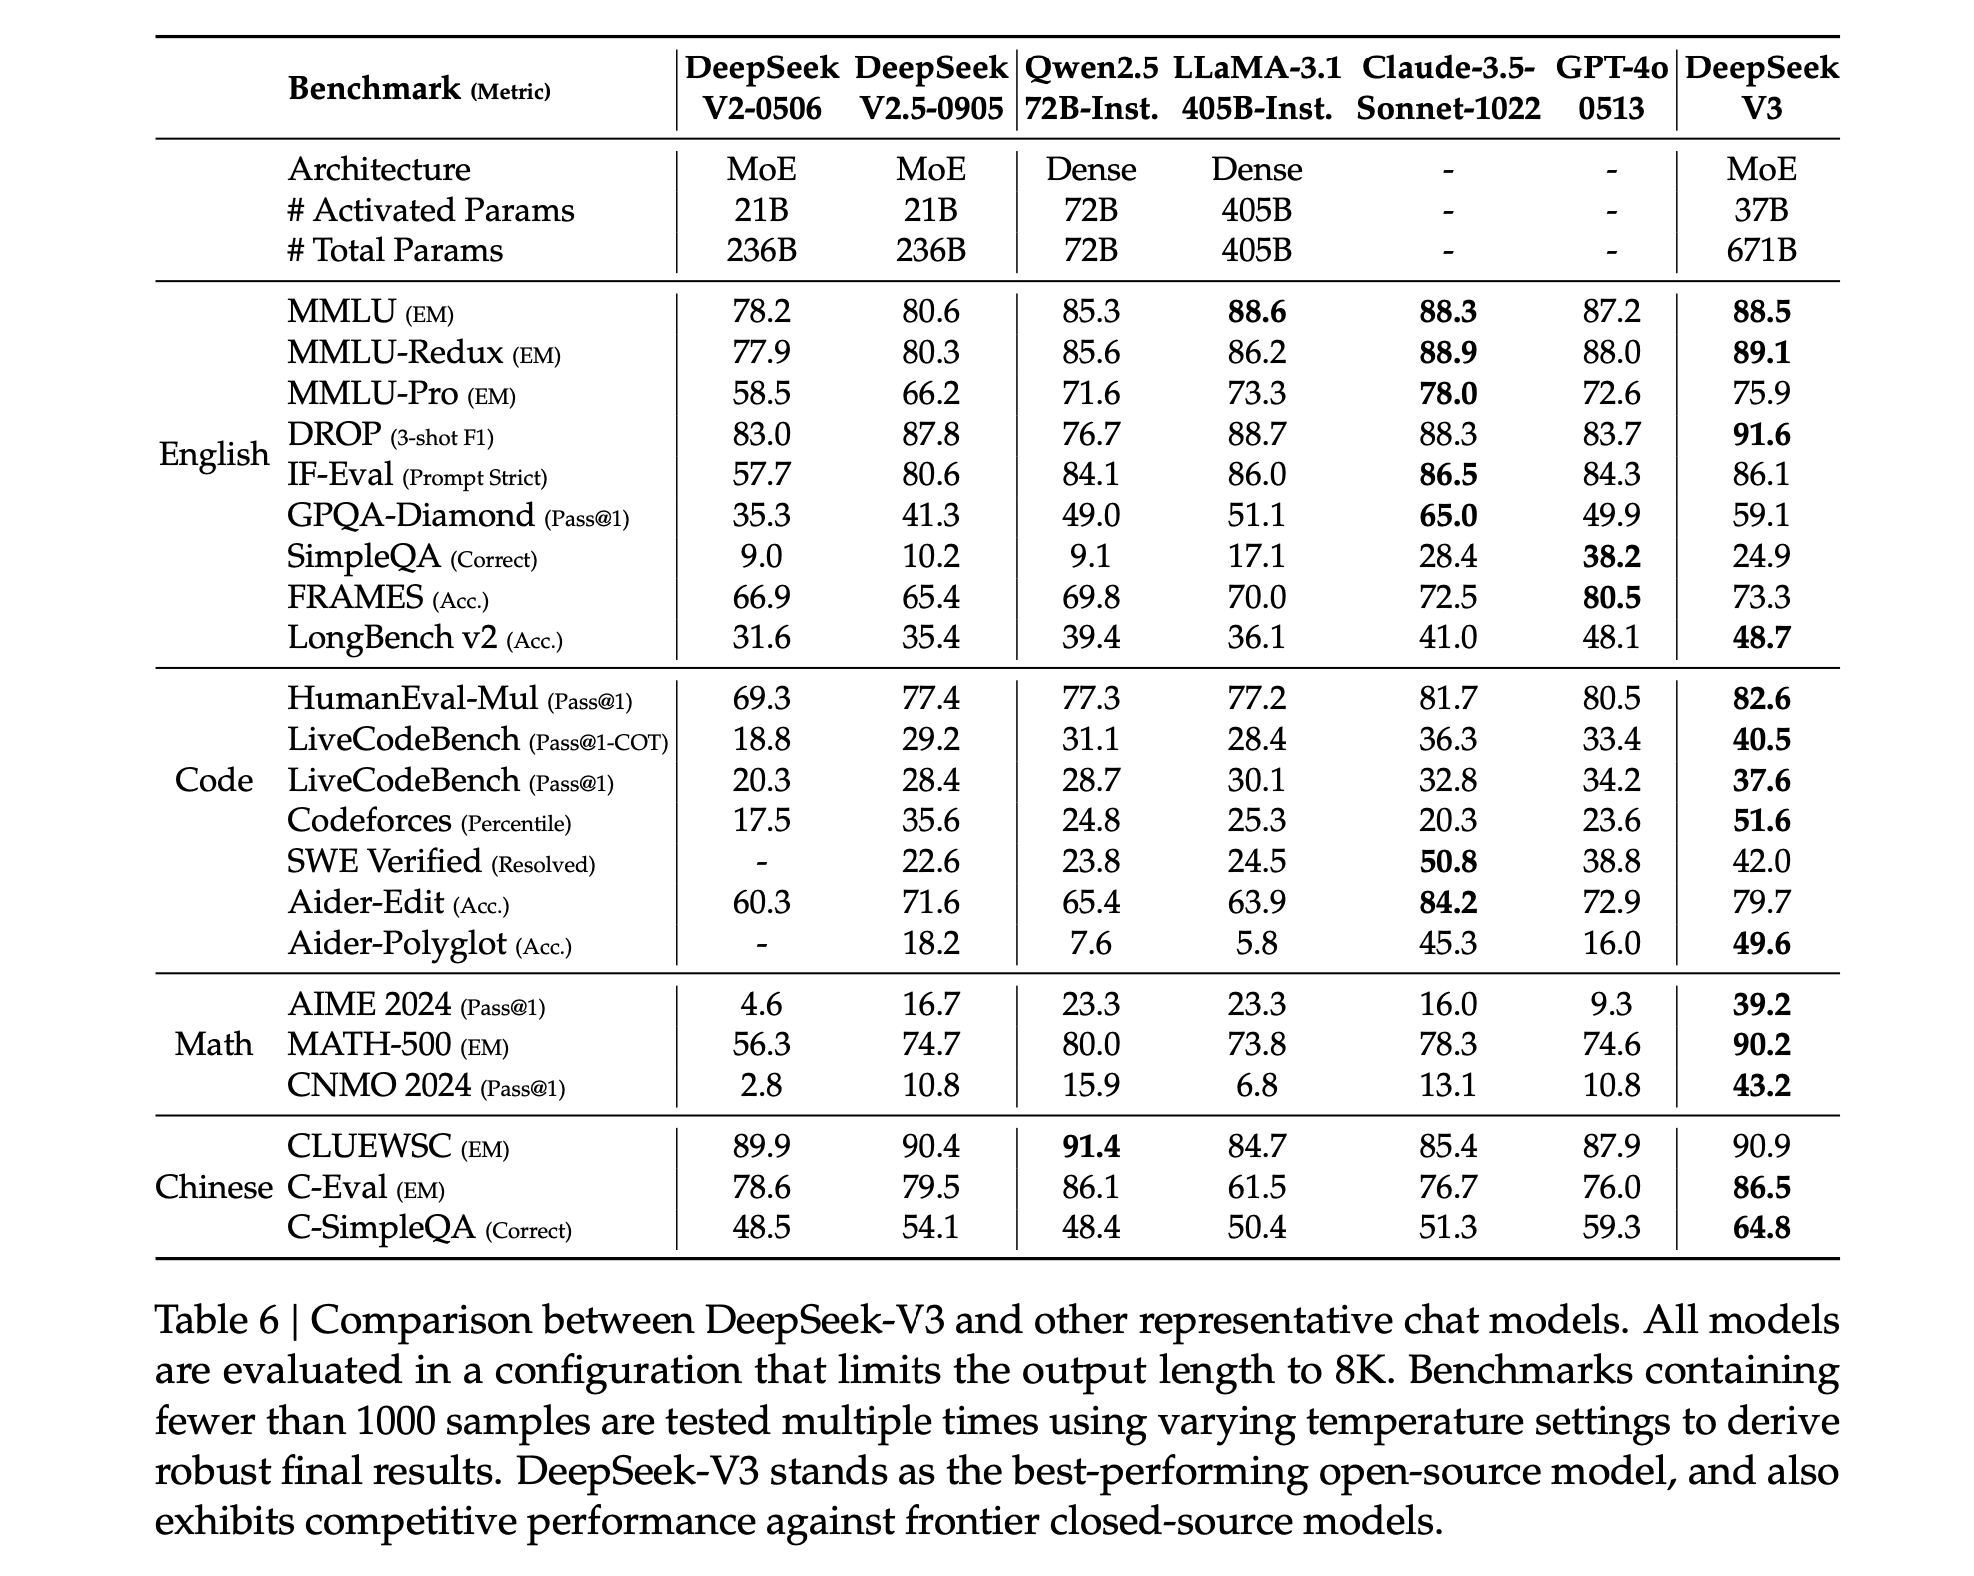 Benchmark (Metric) DeepSeek V2-0506 DeepSeek V2.5-0905 Qwen2.5 72B-Inst. LLaMA-3.1 405B-Inst. Claude-3.5-Sonnet-1022 GPT-4o 0513 DeepSeek V3
Architecture MoE MoE Dense Dense - - MoE
# Activated Params 21B 21B 72B 405B - - 37B
# Total Params 236B 236B 72B 405B - - 671B
English
MMLU (EM) 78.2 80.6 85.3 88.6 88.3 87.2 88.5
MMLU-Redux (EM) 77.9 80.3 85.6 86.2 88.9 88.0 89.1
MMLU-Pro (EM) 58.5 66.2 71.6 73.3 78.0 72.6 75.9
DROP (3-shot F1) 83.0 87.8 76.7 88.7 88.3 83.7 91.6
IF-Eval (Prompt Strict) 57.7 80.6 84.1 86.0 86.5 84.3 86.1
GPQA-Diamond (Pass@1) 35.3 41.3 49.0 51.1 65.0 49.9 59.1
SimpleQA (Correct) 9.0 10.2 9.1 17.1 28.4 38.2 24.9
FRAMES (Acc.) 66.9 65.4 69.8 70.0 72.5 80.5 73.3
LongBench v2 (Acc.) 31.6 35.4 39.4 36.1 41.0 48.1 48.7
Code
HumanEval-Mul (Pass@1) 69.3 77.4 77.3 77.2 81.7 80.5 82.6
LiveCodeBench (Pass@1-COT) 18.8 29.2 31.1 28.4 36.3 33.4 40.5
LiveCodeBench (Pass@1) 20.3 28.4 28.7 30.1 32.8 34.2 37.6
Codeforces (Percentile) 17.5 35.6 24.8 25.3 20.3 23.6 51.6
SWE Verified (Resolved) - 22.6 23.8 24.5 50.8 38.8 42.0
Aider-Edit (Acc.) 60.3 71.6 65.4 63.9 84.2 72.9 79.7
Aider-Polyglot (Acc.) - 18.2 7.6 5.8 45.3 16.0 49.6
Math
AIME 2024 (Pass@1) 4.6 16.7 23.3 23.3 16.0 9.3 39.2
MATH-500 (EM) 56.3 74.7 80.0 73.8 78.3 74.6 90.2
CNMO 2024 (Pass@1) 2.8 10.8 15.9 6.8 13.1 10.8 43.2
Chinese
CLUEWSC (EM) 89.9 90.4 91.4 84.7 85.4 87.9 90.9
C-Eval (EM) 78.6 79.5 86.1 61.5 76.7 76.0 86.5
C-SimpleQA (Correct) 48.5 54.1 48.4 50.4 51.3 59.3 64.8
Table 6 | Comparison between DeepSeek-V3 and other representative chat models. All models
are evaluated in a configuration that limits the output length to 8K. Benchmarks containing
fewer than 1000 samples are tested multiple times using varying temperature settings to derive
robust final results. DeepSeek-V3 stands as the best-performing open-source model, and also
exhibits competitive performance against frontier closed-source models.